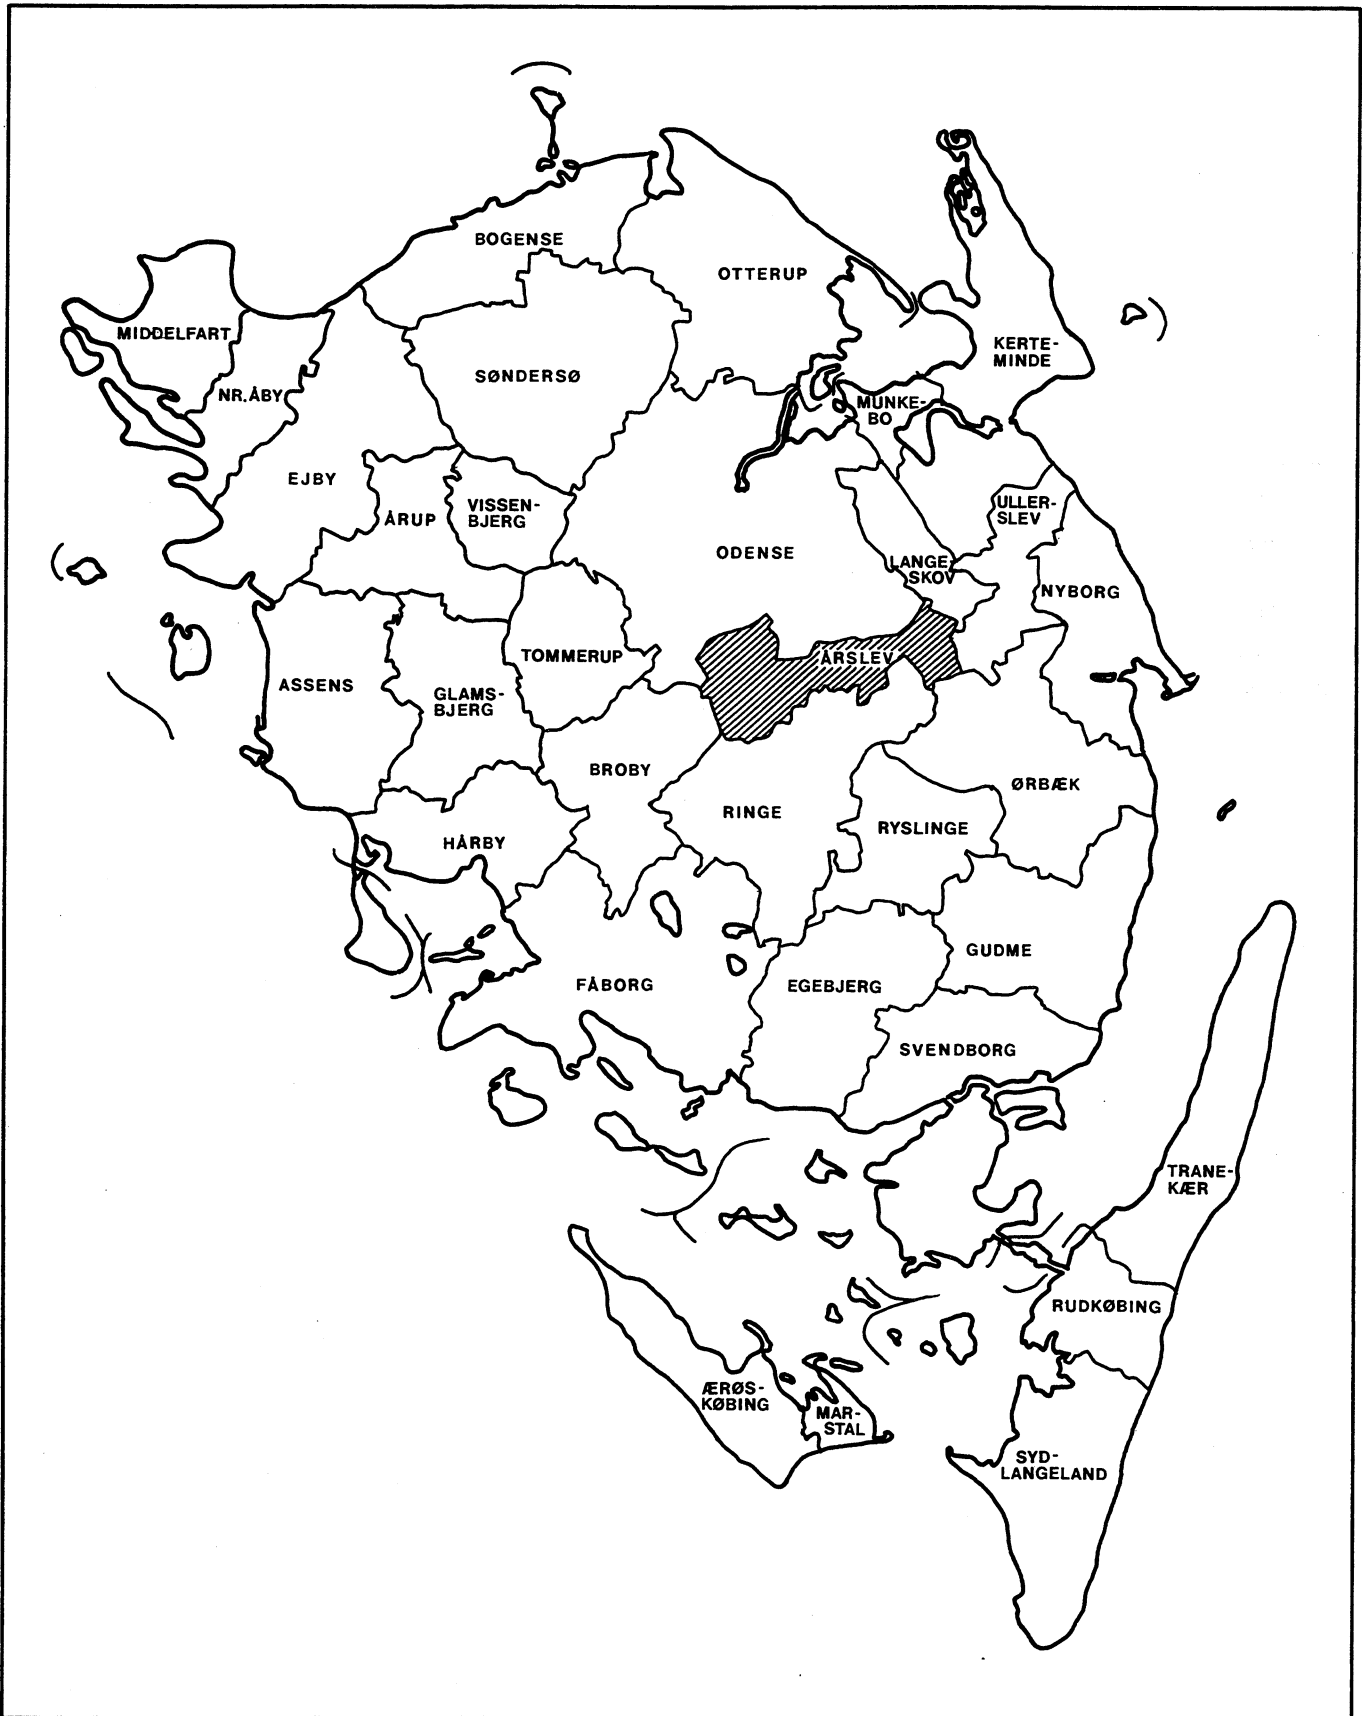 BOGENSE
OTTERUP
MIDDELFART
KERTE-
MINDE
SØNDERSØ
NR.ÅBY
MUNKE-
BO
EJBY
VISSEN-
BJERG
ÅRUP
ULLER-
SLEV
ODENSE
LANGE
SKOV
NYBORG
TOMMERUP
ÅRSLEV
ASSENS
GLAMS-
BJERG
BROBY
ØRBÆK
RINGE
RYSLINGE
HÅRBY
GUDME
FÅBORG
EGEBJERG
SVENDBORG
TRANE-
KÆR
RUDKØBING
ÆRØS-
KØBING
MAR-
STAL
SYD-
LANGELAND